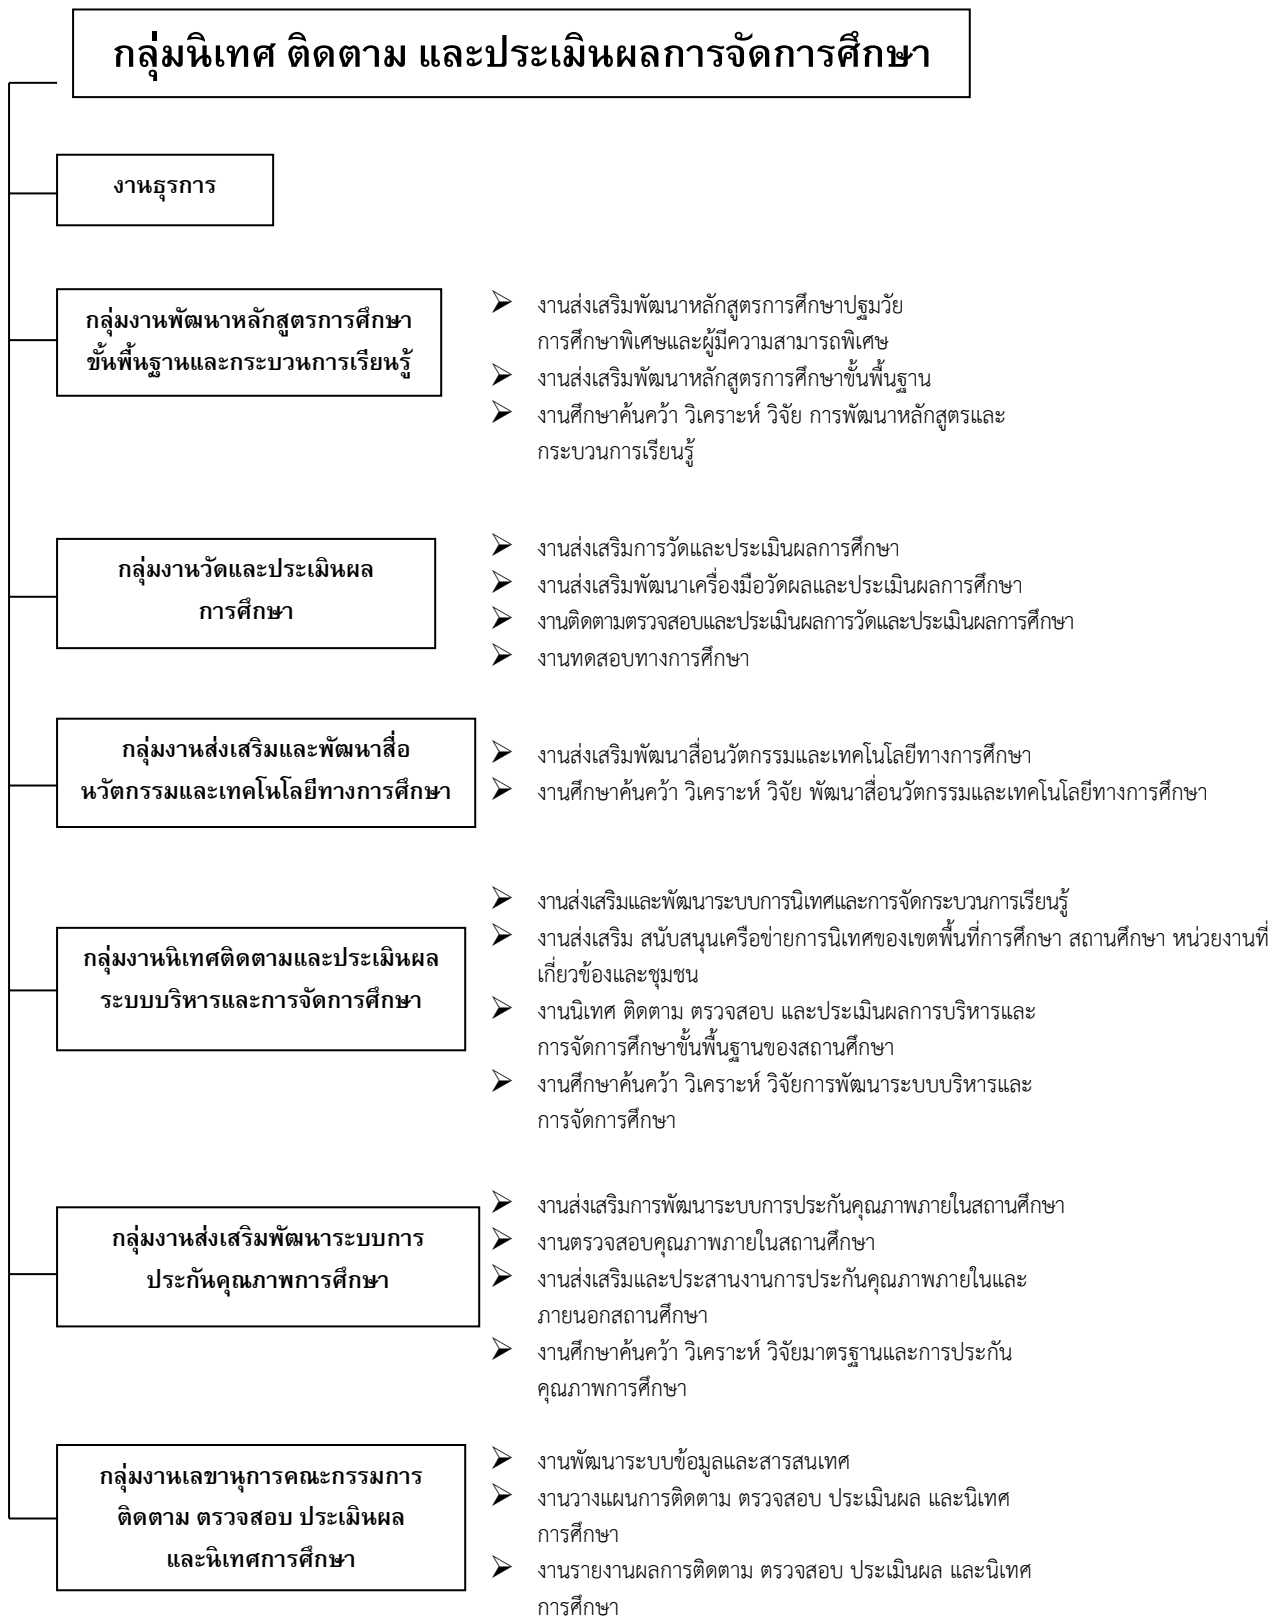 กลุ่มนิเทศ ติดตาม และประเมินผลการจัดการศึกษา
งานธุรการ
กลุ่มงานพัฒนาหลักสูตรการศึกษา
ขั้นพื้นฐานและกระบวนการเรียนรู้
งานส่งเสริมพัฒนาหลักสูตรการศึกษาปฐมวัย
การศึกษาพิเศษและผู้มีความสามารถพิเศษ
งานส่งเสริมพัฒนาหลักสูตรการศึกษาขั้นพื้นฐาน
งานศึกษาค้นคว้า วิเคราะห์ วิจัย การพัฒนาหลักสูตรและ
กระบวนการเรียนรู้
กลุ่มงานวัดและประเมินผล
การศึกษา
งานส่งเสริมการวัดและประเมินผลการศึกษา
งานส่งเสริมพัฒนาเครื่องมือวัดผลและประเมินผลการศึกษา
งานติดตามตรวจสอบและประเมินผลการวัดและประเมินผลการศึกษา
งานทดสอบทางการศึกษา
กลุ่มงานส่งเสริมและพัฒนาสื่อ
นวัตกรรมและเทคโนโลยีทางการศึกษา
งานส่งเสริมพัฒนาสื่อนวัตกรรมและเทคโนโลยีทางการศึกษา
งานศึกษาค้นคว้า วิเคราะห์ วิจัย พัฒนาสื่อนวัตกรรมและเทคโนโลยีทางการศึกษา
กลุ่มงานนิเทศติดตามและประเมินผล
ระบบบริหารและการจัดการศึกษา
งานส่งเสริมและพัฒนาระบบการนิเทศและการจัดกระบวนการเรียนรู้
งานส่งเสริม สนับสนุนเครือข่ายการนิเทศของเขตพื้นที่การศึกษา สถานศึกษา หน่วยงานที่
เกี่ยวข้องและชุมชน
งานนิเทศ ติดตาม ตรวจสอบ และประเมินผลการบริหารและ
การจัดการศึกษาขั้นพื้นฐานของสถานศึกษา
งานศึกษาค้นคว้า วิเคราะห์ วิจัยการพัฒนาระบบบริหารและ
การจัดการศึกษา
กลุ่มงานส่งเสริมพัฒนาระบบการ
ประกันคุณภาพการศึกษา
งานส่งเสริมการพัฒนาระบบการประกันคุณภาพภายในสถานศึกษา
งานตรวจสอบคุณภาพภายในสถานศึกษา
งานส่งเสริมและประสานงานการประกันคุณภาพภายในและ
ภายนอกสถานศึกษา
งานศึกษาค้นคว้า วิเคราะห์ วิจัยมาตรฐานและการประกัน
คุณภาพการศึกษา
กลุ่มงานเลขานุการคณะกรรมการ
ติดตาม ตรวจสอบ ประเมินผล
และนิเทศการศึกษา
งานพัฒนาระบบข้อมูลและสารสนเทศ
งานวางแผนการติดตาม ตรวจสอบ ประเมินผล และนิเทศ
การศึกษา
งานรายงานผลการติดตาม ตรวจสอบ ประเมินผล และนิเทศ
การศึกษา